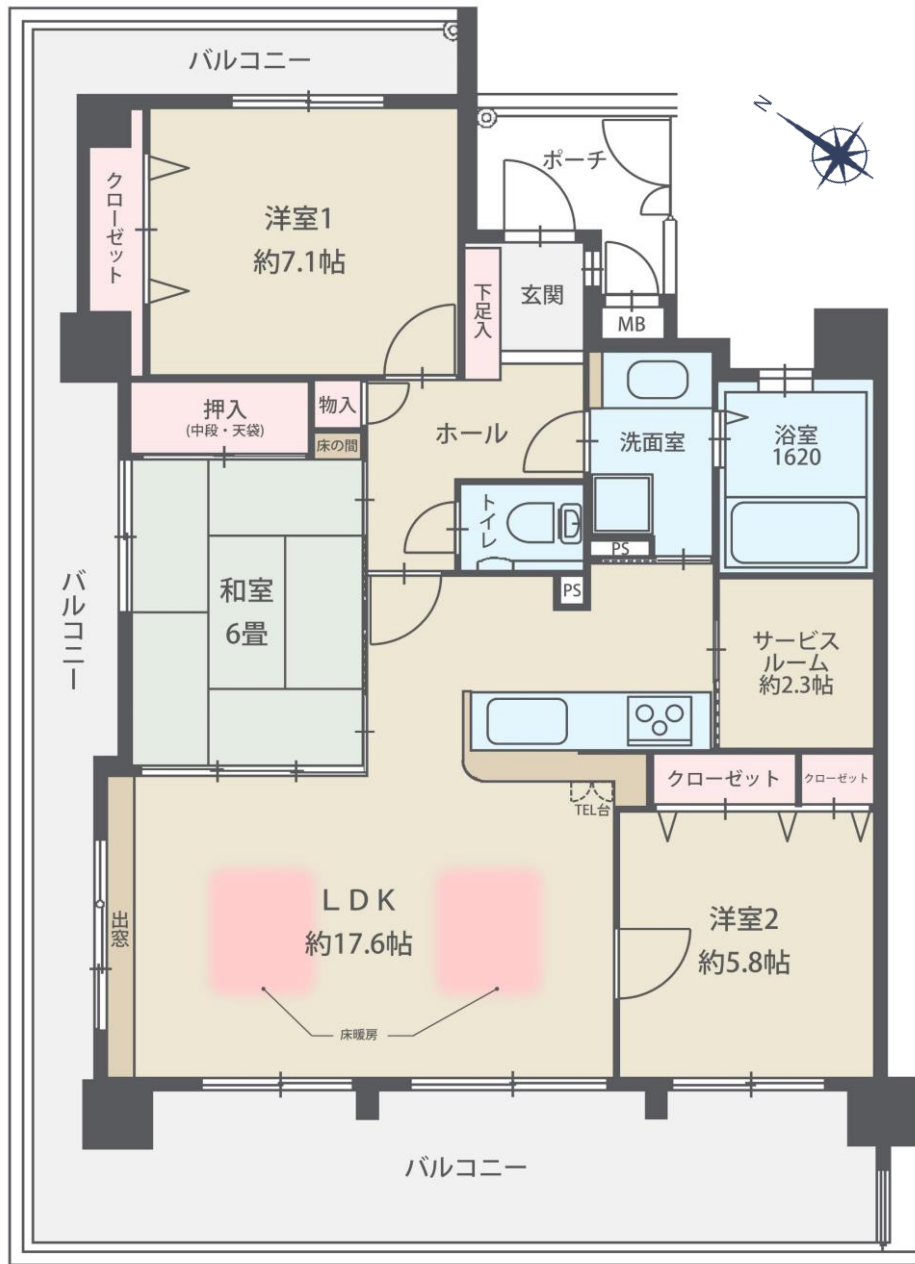 バルコニー
N
ポーチ
クローゼット
洋室1
約7.1帖
下足入
玄関
MB
押入
(中段・天袋)
物入
床の間
ホール
洗面室
浴室
1620
トイレ
PS
PS
バルコニー
和室
6畳
サービス
ルーム
約2.3帖
クローゼット
クローゼット
TEL台
出窓
LDK
約17.6帖
洋室2
約5.8帖
床暖房
バルコニー